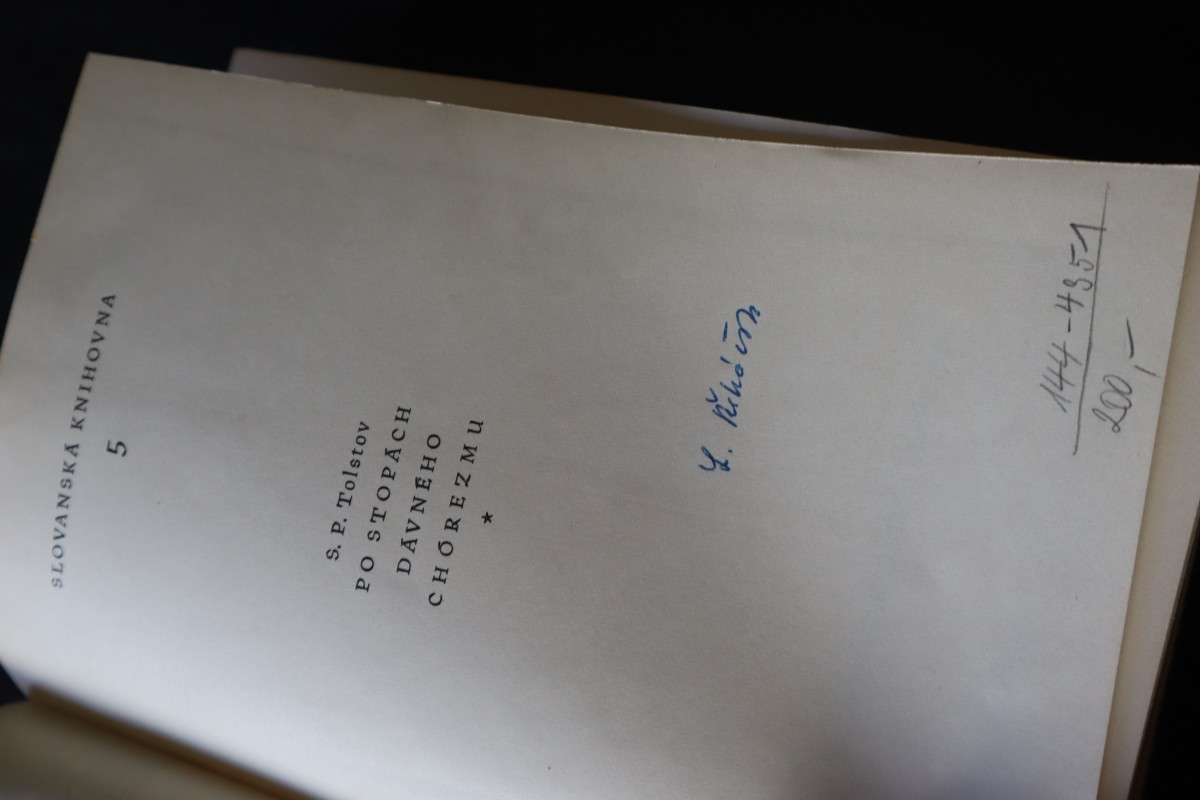 SLOVANSKÁ KNIHOVNA
5
S. P. Tolstov
PO STOPÁCH
DÁVNÉHO
CHÓREZMU
*
L.
144-4351
200,-